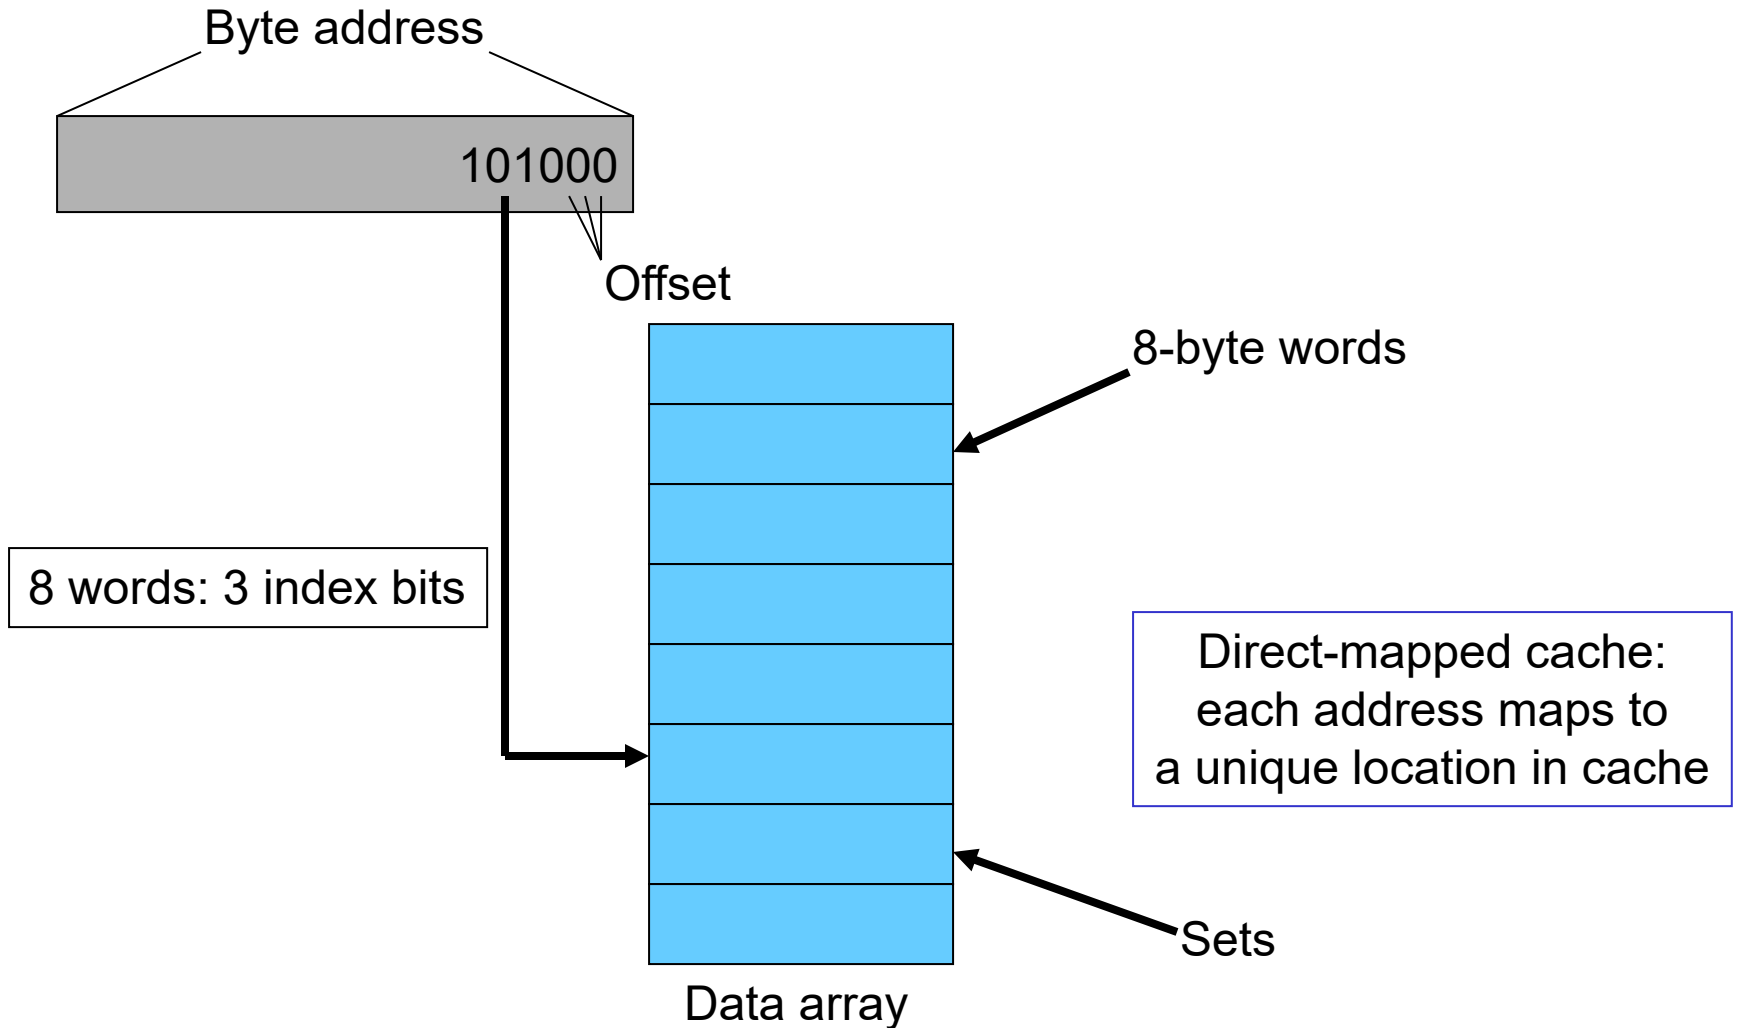 Byte address
101000
Offset
8-byte words
8 words: 3 index bits
Direct-mapped cache:
each address maps to
a unique location in cache
Sets
Data array